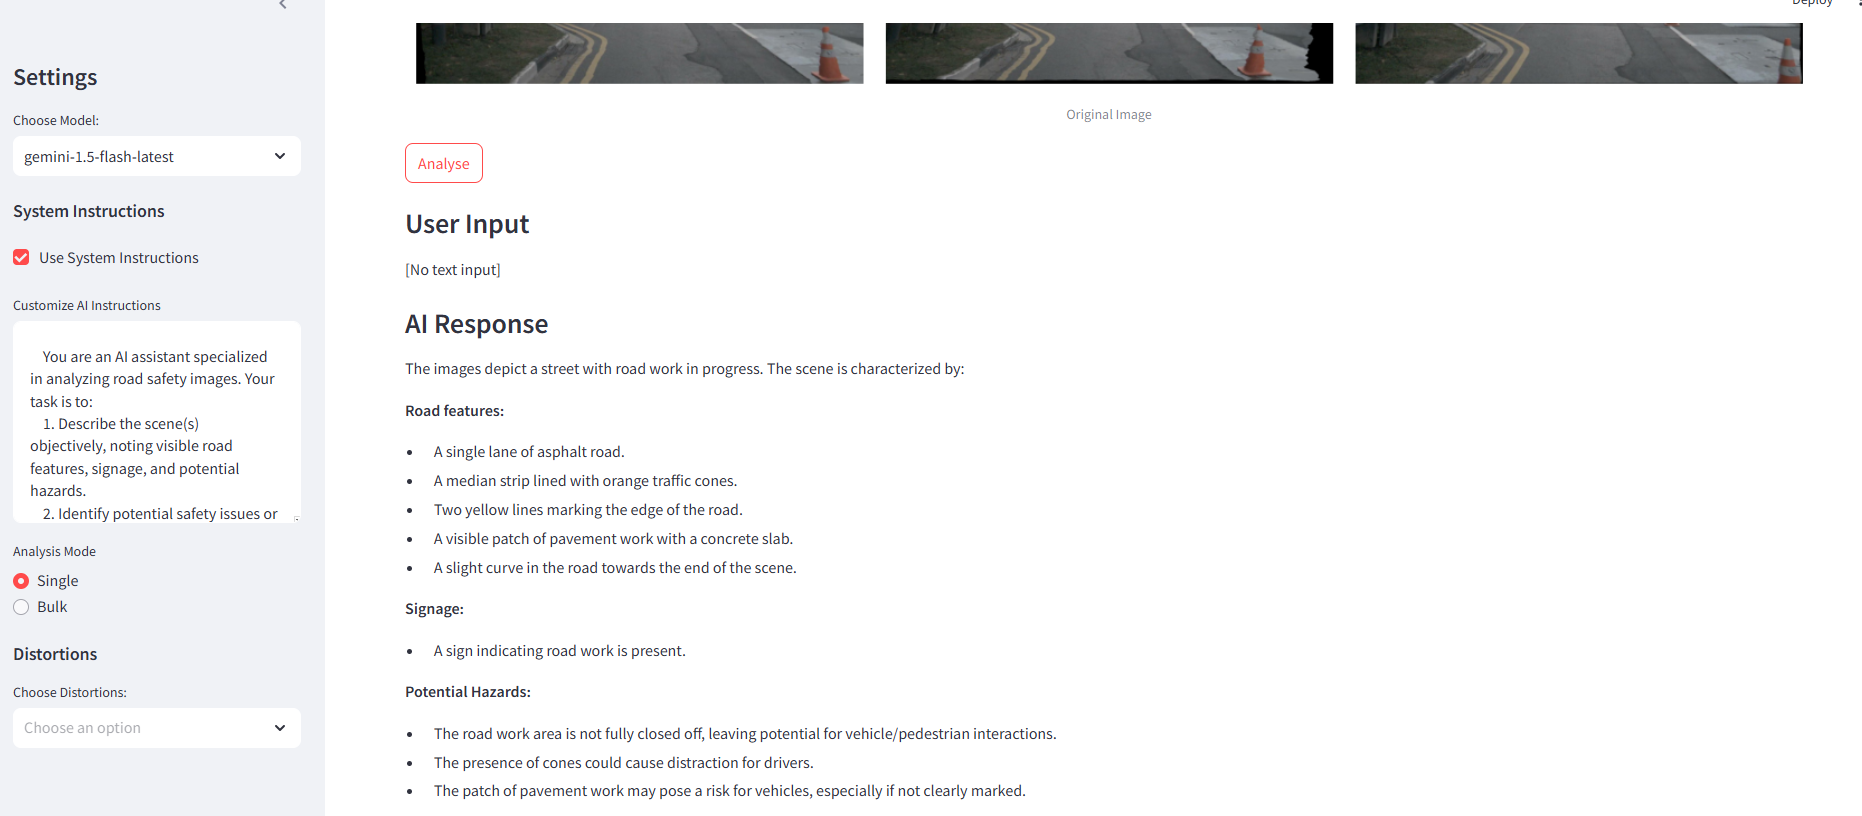 Deploy
Settings
Choose Model:
gemini-1.5-flash-latest
System Instructions
Use System Instructions
Customize AI Instructions
You are an AI assistant specialized
in analyzing road safety images. Your
task is to:
1. Describe the scene(s)
objectively, noting visible road
features, signage, and potential
hazards.
2. Identify potential safety issues or
Analysis Mode
Single
Bulk
Distortions
Choose Distortions:
Choose an option
Original Image
Analyse
User Input
[No text input]
AI Response
The images depict a street with road work in progress. The scene is characterized by:
Road features:
• A single lane of asphalt road.
• A median strip lined with orange traffic cones.
• Two yellow lines marking the edge of the road.
• A visible patch of pavement work with a concrete slab.
• A slight curve in the road towards the end of the scene.
Signage:
• A sign indicating road work is present.
Potential Hazards:
• The road work area is not fully closed off, leaving potential for vehicle/pedestrian interactions.
• The presence of cones could cause distraction for drivers.
• The patch of pavement work may pose a risk for vehicles, especially if not clearly marked.